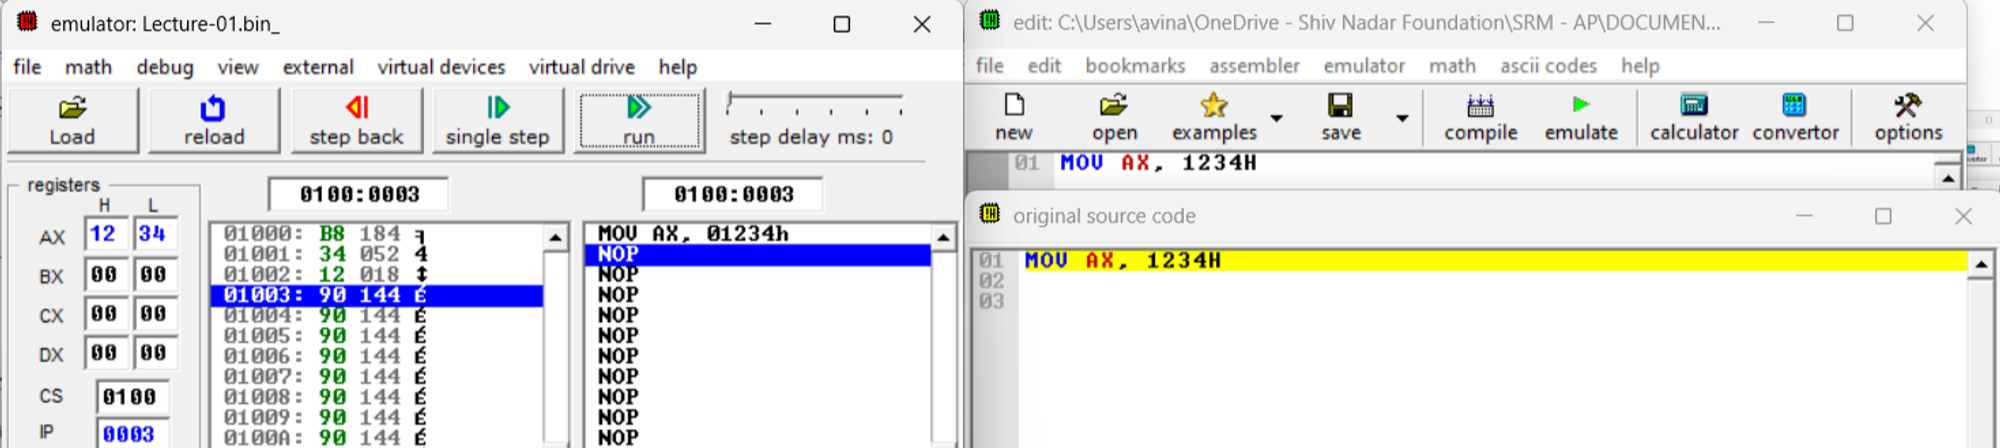 emulator: Lecture-01.bin_
file math debug view external virtual devices virtual drive help
Load reload step back single step run step delay ms: 0
registers
H L
AX 12 34
BX 00 00
CX 00 00
DX 00 00
CS 0100
IP 0003
0100:0003
01000: B8 184 ╕
01001: 34 052 4
01002: 12 018 ↕
01003: 90 144 É
01004: 90 144 É
01005: 90 144 É
01006: 90 144 É
01007: 90 144 É
01008: 90 144 É
01009: 90 144 É
0100A: 90 144 É
0100:0003
MOV AX, 01234h
NOP
NOP
NOP
NOP
NOP
NOP
NOP
NOP
NOP
NOP
edit: C:\Users\avina\OneDrive - Shiv Nadar Foundation\SRM - AP\DOCUMEN...
file edit bookmarks assembler emulator math ascii codes help
new open examples save compile emulate calculator convertor options
01 MOV AX, 1234H
original source code
01 MOV AX, 1234H
02
03